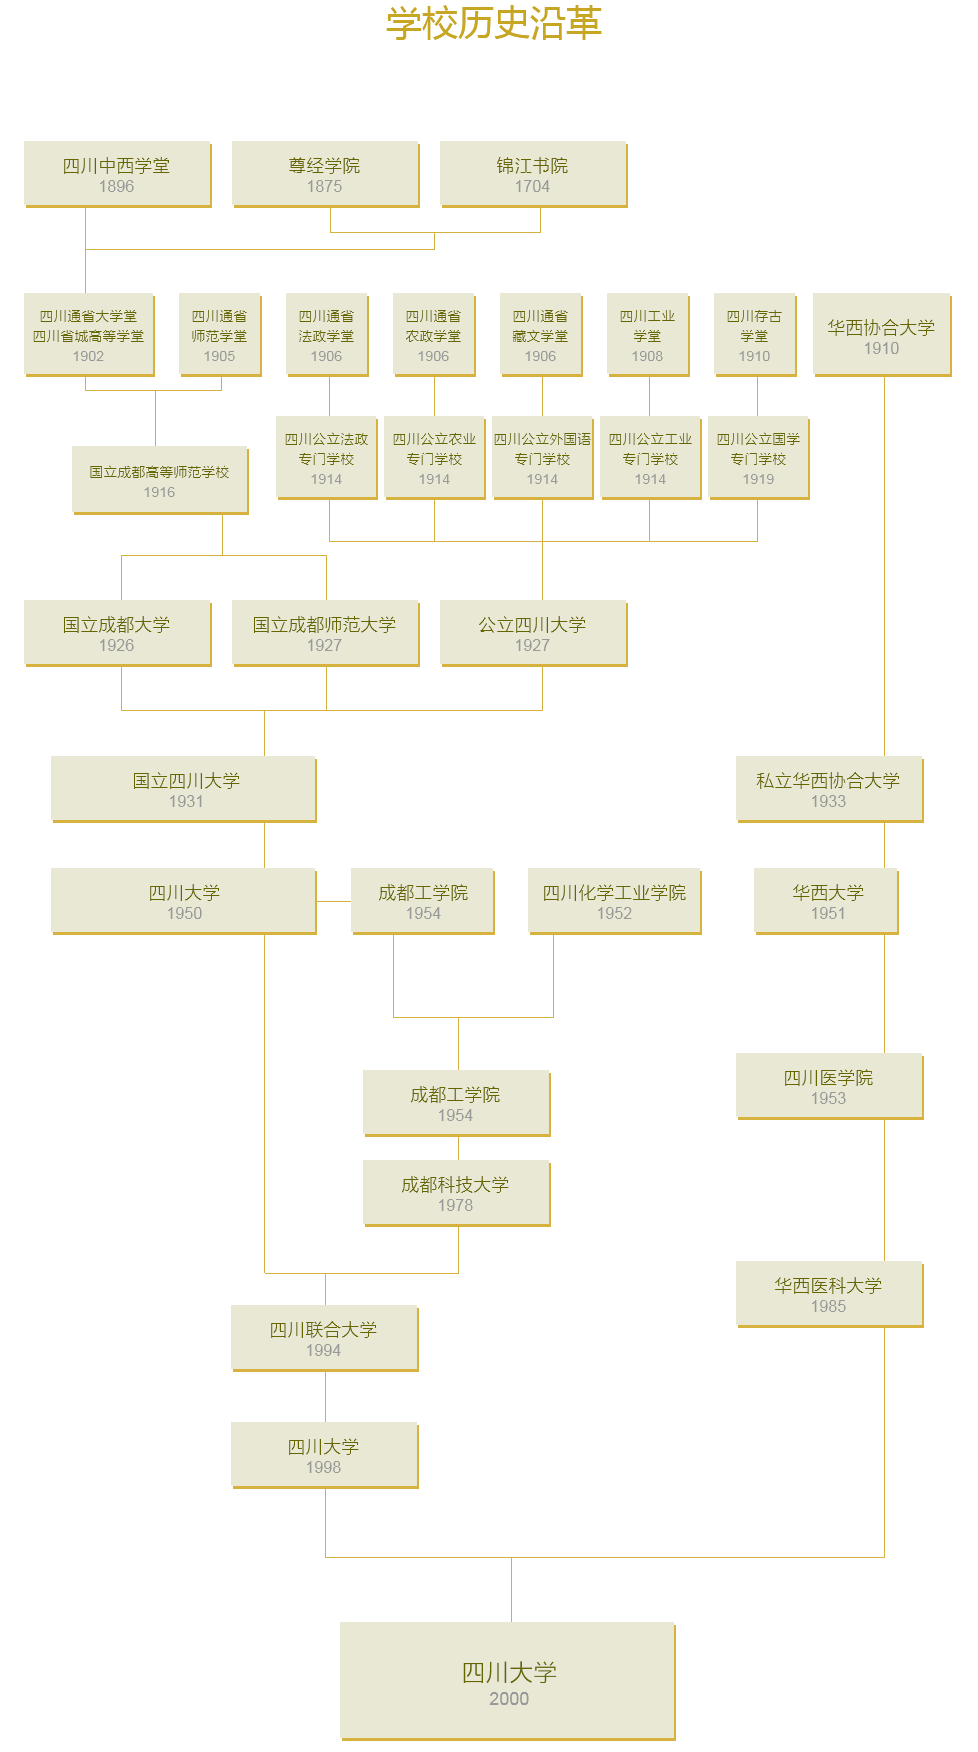 学校历史沿革
四川中西学堂
1896
尊经学院
1875
锦江书院
1704
四川通省大学堂
四川省城高等学堂
1902
四川通省
师范学堂
1905
四川通省
法政学堂
1906
四川通省
农政学堂
1906
四川通省
藏文学堂
1906
四川工业
学堂
1908
四川存古
学堂
1910
华西协合大学
1910
四川公立法政
专门学校
1914
四川公立农业
专门学校
1914
四川公立外国语
专门学校
1914
四川公立工业
专门学校
1914
四川公立国学
专门学校
1919
国立成都高等师范学校
1916
国立成都大学
1926
国立成都师范大学
1927
公立四川大学
1927
国立四川大学
1931
私立华西协合大学
1933
四川大学
1950
成都工学院
1954
四川化学工业学院
1952
华西大学
1951
四川医学院
1953
成都工学院
1954
成都科技大学
1978
华西医科大学
1985
四川联合大学
1994
四川大学
1998
四川大学
2000